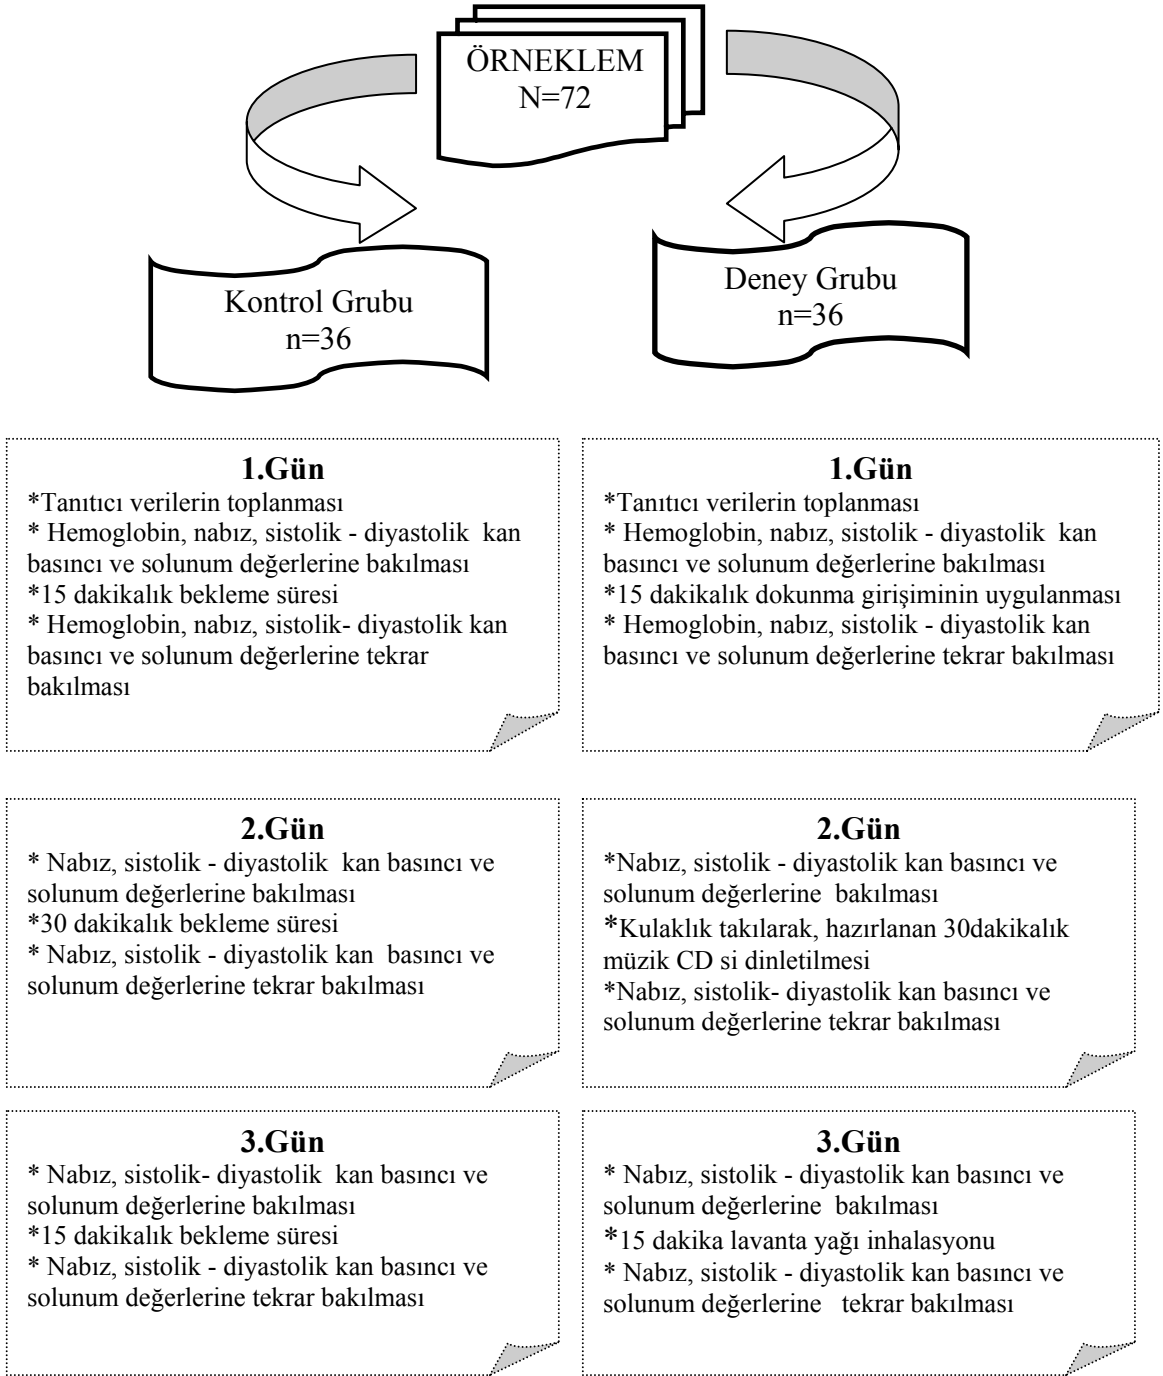 ÖRNEKLEM
N=72
Kontrol Grubu
n=36
Deney Grubu
n=36
1.Gün
*Tanıtıcı verilerin toplanması
* Hemoglobin, nabız, sistolik - diyastolik kan
basıncı ve solunum değerlerine bakılması
*15 dakikalık bekleme süresi
* Hemoglobin, nabız, sistolik- diyastolik kan
basıncı ve solunum değerlerine tekrar
bakılması
1.Gün
*Tanıtıcı verilerin toplanması
* Hemoglobin, nabız, sistolik - diyastolik kan
basıncı ve solunum değerlerine bakılması
*15 dakikalık dokunma girişiminin uygulanması
* Hemoglobin, nabız, sistolik - diyastolik kan
basıncı ve solunum değerlerine tekrar bakılması
2.Gün
* Nabız, sistolik - diyastolik kan basıncı ve
solunum değerlerine bakılması
*30 dakikalık bekleme süresi
* Nabız, sistolik - diyastolik kan basıncı ve
solunum değerlerine tekrar bakılması
2.Gün
*Nabız, sistolik - diyastolik kan basıncı ve
solunum değerlerine bakılması
*Kulaklık takılarak, hazırlanan 30dakikalık
müzik CD si dinletilmesi
*Nabız, sistolik- diyastolik kan basıncı ve
solunum değerlerine tekrar bakılması
3.Gün
* Nabız, sistolik- diyastolik kan basıncı ve
solunum değerlerine bakılması
*15 dakikalık bekleme süresi
* Nabız, sistolik - diyastolik kan basıncı ve
solunum değerlerine tekrar bakılması
3.Gün
* Nabız, sistolik - diyastolik kan basıncı ve
solunum değerlerine bakılması
*15 dakika lavanta yağı inhalasyonu
* Nabız, sistolik - diyastolik kan basıncı ve
solunum değerlerine tekrar bakılması